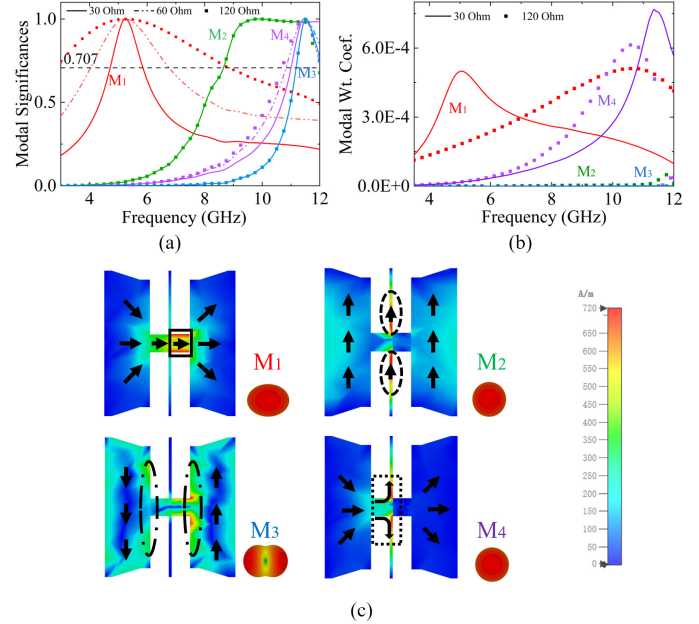 30 Ohm 60 Ohm 120 Ohm
1.0
0.5
0.0
Modal Significances
0.707
M1
M2
M4
M3
4 6 8 10 12
Frequency (GHz)
(a)
30 Ohm 120 Ohm
6.0E-4
3.0E-4
0.0E+0
Modal Wt. Coef.
M1
M4
M2
M3
4 6 8 10 12
Frequency (GHz)
(b)
M1
M2
M3
M4
A/m
720
650
600
550
500
450
400
350
300
250
200
150
100
50
0
(c)